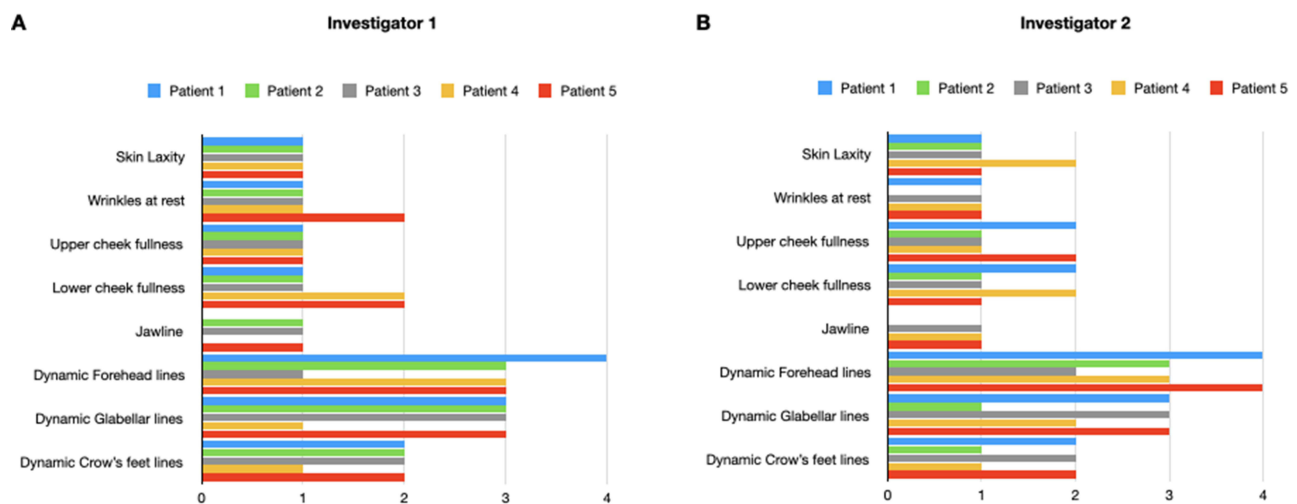 A
Investigator 1
Patient 1 Patient 2 Patient 3 Patient 4 Patient 5
Skin Laxity
Wrinkles at rest
Upper cheek fullness
Lower cheek fullness
Jawline
Dynamic Forehead lines
Dynamic Glabellar lines
Dynamic Crow's feet lines
0 1 2 3 4
B
Investigator 2
Patient 1 Patient 2 Patient 3 Patient 4 Patient 5
Skin Laxity
Wrinkles at rest
Upper cheek fullness
Lower cheek fullness
Jawline
Dynamic Forehead lines
Dynamic Glabellar lines
Dynamic Crow's feet lines
0 1 2 3 4